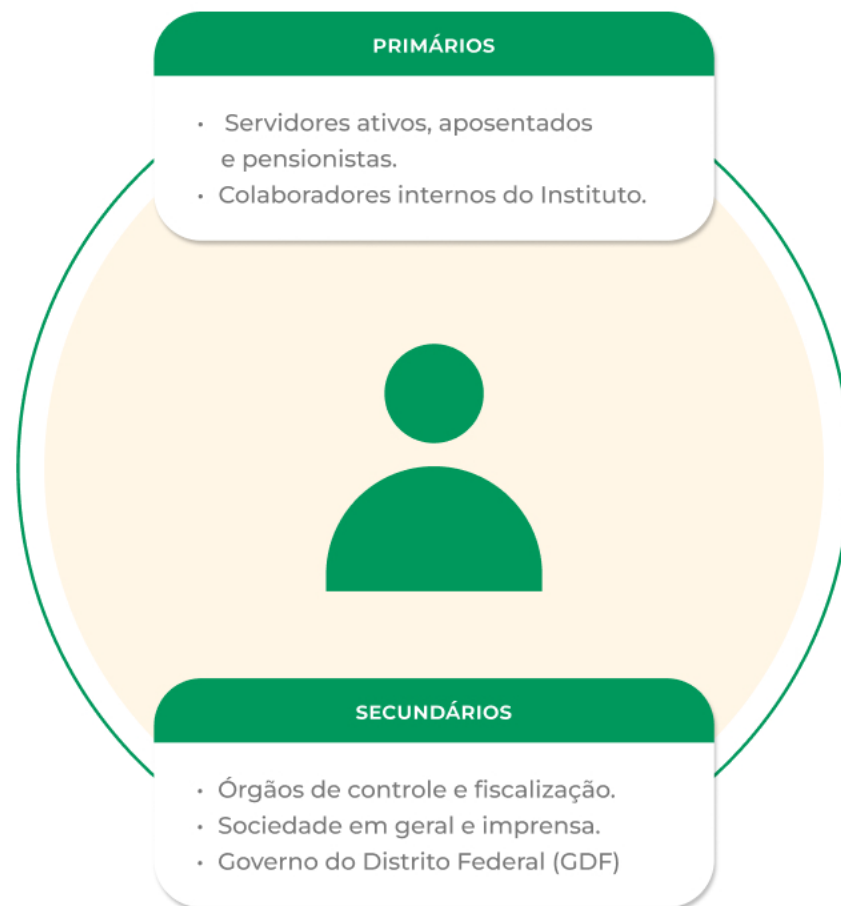 PRIMÁRIOS
• Servidores ativos, aposentados
e pensionistas.
• Colaboradores internos do Instituto.
SECUNDÁRIOS
• Órgãos de controle e fiscalização.
• Sociedade em geral e imprensa.
• Governo do Distrito Federal (GDF)